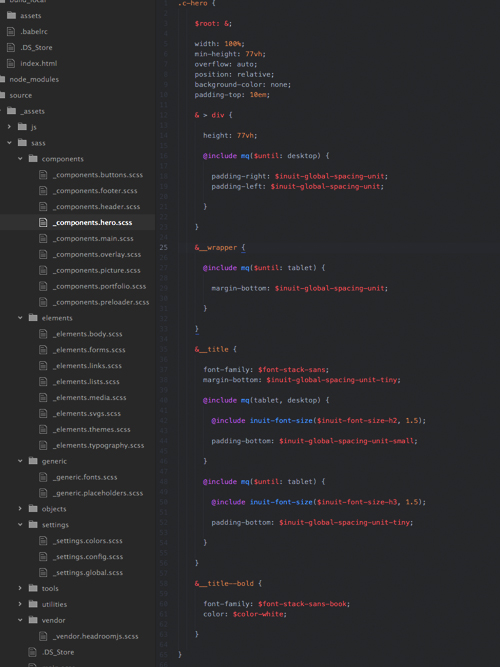 build_local
assets
.babelrc
.DS_Store
index.html
node_modules
source
_assets
js
sass
components
_components.buttons.scss
_components.footer.scss
_components.header.scss
_components.hero.scss
_components.main.scss
_components.overlay.scss
_components.picture.scss
_components.portfolio.scss
_components.preloader.scss
elements
_elements.body.scss
_elements.forms.scss
_elements.links.scss
_elements.lists.scss
_elements.media.scss
_elements.svgs.scss
_elements.themes.scss
_elements.typography.scss
generic
_generic.fonts.scss
_generic.placeholders.scss
objects
settings
_settings.colors.scss
_settings.config.scss
_settings.global.scss
tools
utilities
vendor
_vendor.headroomjs.scss
.DS_Store
.c-hero {
$root: &;
width: 100%;
min-height: 77vh;
overflow: auto;
position: relative;
background-color: none;
padding-top: 10em;
& > div {
height: 77vh;
@include mq($until: desktop) {
padding-right: $inuit-global-spacing-unit;
padding-left: $inuit-global-spacing-unit;
}
}
25 &__wrapper {
@include mq($until: tablet) {
margin-bottom: $inuit-global-spacing-unit;
}
}
&__title {
font-family: $font-stack-sans;
margin-bottom: $inuit-global-spacing-unit-tiny;
@include mq(tablet, desktop) {
@include inuit-font-size($inuit-font-size-h2, 1.5);
padding-bottom: $inuit-global-spacing-unit-small;
}
@include mq($until: tablet) {
@include inuit-font-size($inuit-font-size-h3, 1.5);
padding-bottom: $inuit-global-spacing-unit-tiny;
}
}
&__title--bold {
font-family: $font-stack-sans-book;
color: $color-white;
}
}